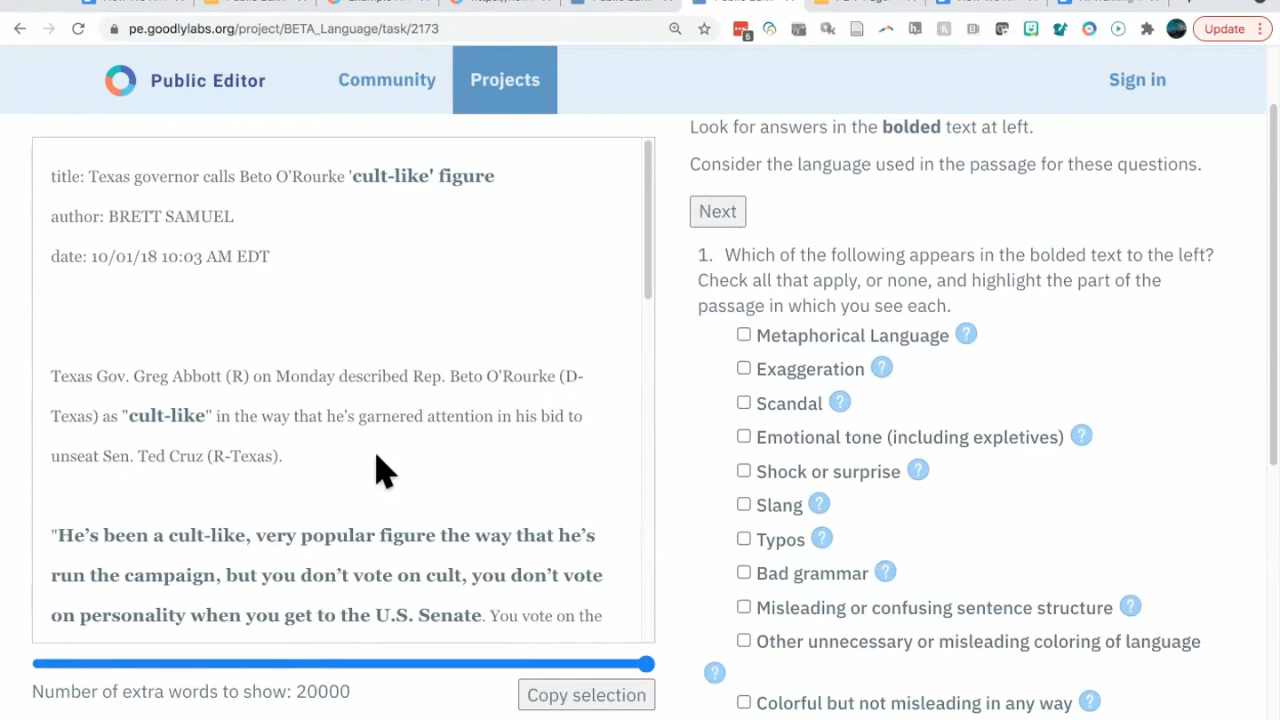 pe.goodlylabs.org/project/BETA_Language/task/2173
5
Update
Public Editor
Community
Projects
Sign in
title: Texas governor calls Beto O'Rourke 'cult-like' figure
author: BRETT SAMUEL
date: 10/01/18 10:03 AM EDT
Texas Gov. Greg Abbott (R) on Monday described Rep. Beto O'Rourke (D-
Texas) as "cult-like" in the way that he's garnered attention in his bid to
unseat Sen. Ted Cruz (R-Texas).
"He’s been a cult-like, very popular figure the way that he’s
run the campaign, but you don’t vote on cult, you don’t vote
on personality when you get to the U.S. Senate. You vote on the
Number of extra words to show: 20000
Copy selection
Look for answers in the bolded text at left.
Consider the language used in the passage for these questions.
Next
1. Which of the following appears in the bolded text to the left?
Check all that apply, or none, and highlight the part of the
passage in which you see each.
Metaphorical Language ?
Exaggeration ?
Scandal ?
Emotional tone (including expletives) ?
Shock or surprise ?
Slang ?
Typos ?
Bad grammar ?
Misleading or confusing sentence structure ?
Other unnecessary or misleading coloring of language
?
Colorful but not misleading in any way ?